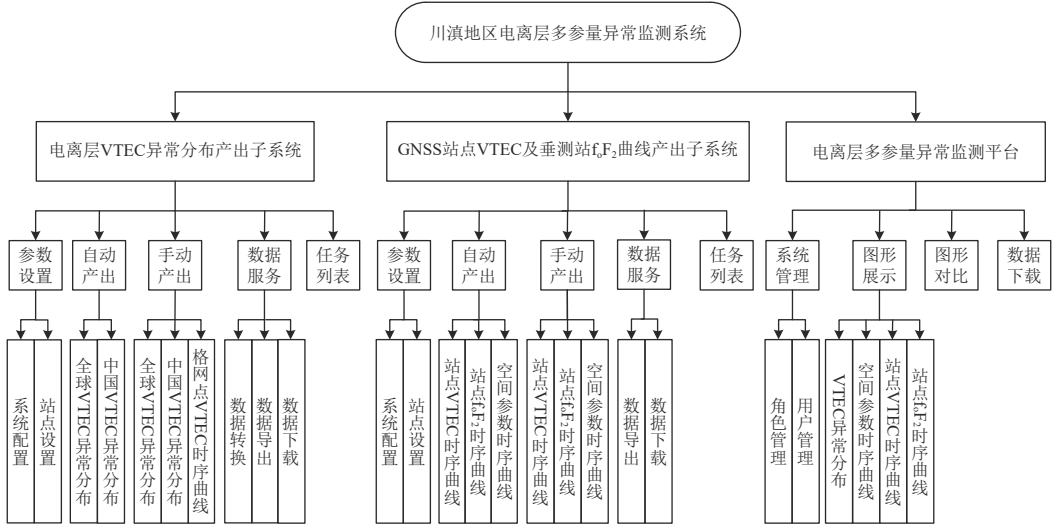 川滇地区电离层多参量异常监测系统
电离层VTEC异常分布产出子系统
GNSS站点VTEC及垂测站f₀F₂曲线产出子系统
电离层多参量异常监测平台
参数
设置
自动
产出
手动
产出
数据
服务
任务
列表
参数
设置
自动
产出
手动
产出
数据
服务
任务
列表
系统
管理
图形
展示
图形
对比
数据
下载
系统配置
站点设置
全球VTEC异常分布
中国VTEC异常分布
全球VTEC异常分布
中国VTEC异常分布
格网点VTEC时序曲线
数据转换
数据导出
数据下载
系统配置
站点设置
站点VTEC时序曲线
站点f₀F₂时序曲线
空间参数时序曲线
站点VTEC时序曲线
站点f₀F₂时序曲线
空间参数时序曲线
数据导出
数据下载
角色管理
用户管理
VTEC异常分布
空间参数时序曲线
站点VTEC时序曲线
站点f₀F₂时序曲线